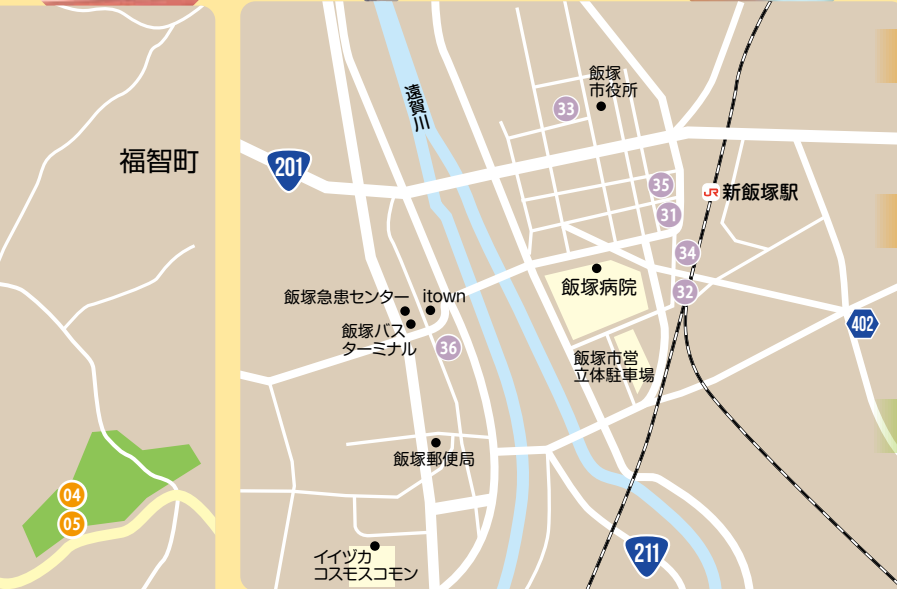 福智町
04
05
遠賀川
201
飯塚
市役所
33
35
31
JR 新飯塚駅
34
32
飯塚病院
402
飯塚急患センター
itown
飯塚バス
ターミナル
36
飯塚市営
立体駐車場
飯塚郵便局
イイヅカ
コスモスコモン
211